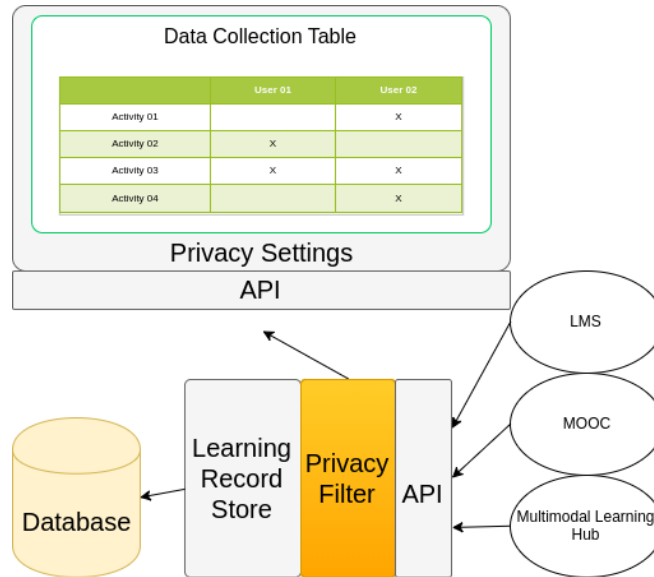 Data Collection Table
User 01 User 02
Activity 01 X
Activity 02 X
Activity 03 X X
Activity 04 X
Privacy Settings
API
LMS
MOOC
Multimodal Learning
Hub
Learning
Record
Store
Privacy
Filter
API
Database